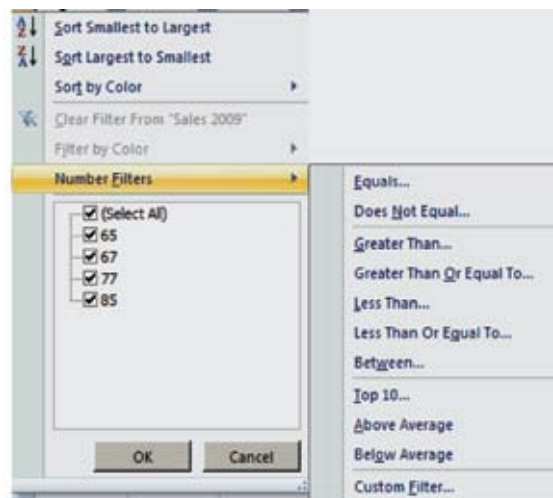 Sort Smallest to Largest
Sort Largest to Smallest
Sort by Color
Clear Filter From "Sales 2009"
Filter by Color
Number Filters
(Select All)
65
67
77
85
OK
Cancel
Equals...
Does Not Equal...
Greater Than...
Greater Than Or Equal To...
Less Than...
Less Than Or Equal To...
Between...
Top 10...
Above Average
Below Average
Custom Filter...